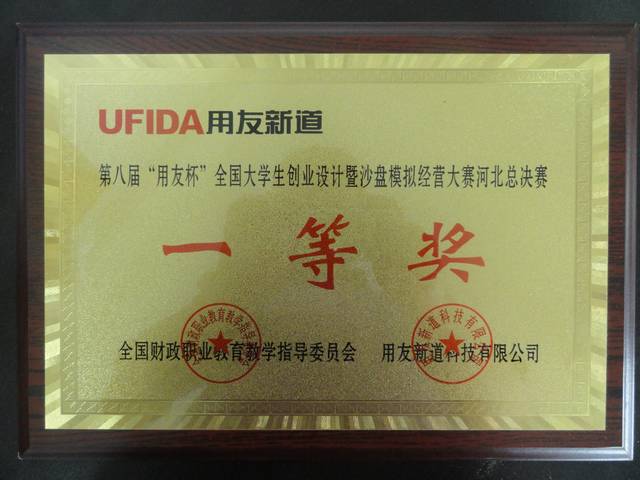 UFIDA用友新道
第八届“用友杯”全国大学生创业设计暨沙盘模拟经营大赛河北总决赛
一等奖
全国财政职业教育教学指导委员会 用友新道科技有限公司